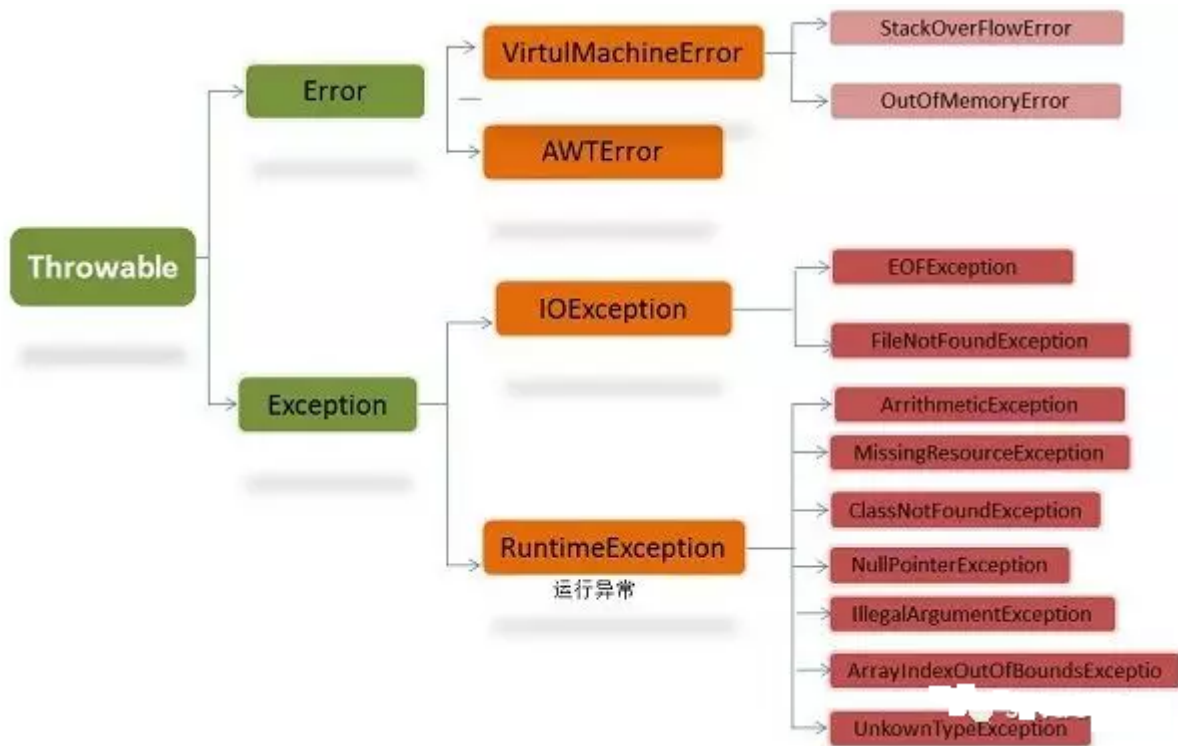 Throwable
Error
VirtulMachineError
StackOverFlowError
OutOfMemoryError
AWTError
Exception
IOException
EOFException
FileNotFoundException
RuntimeException
运行异常
ArrithmeticException
MissingResourceException
ClassNotFoundException
NullPointerException
IllegalArgumentException
ArrayIndexOutOfBoundsExceptio
UnkownTypeException